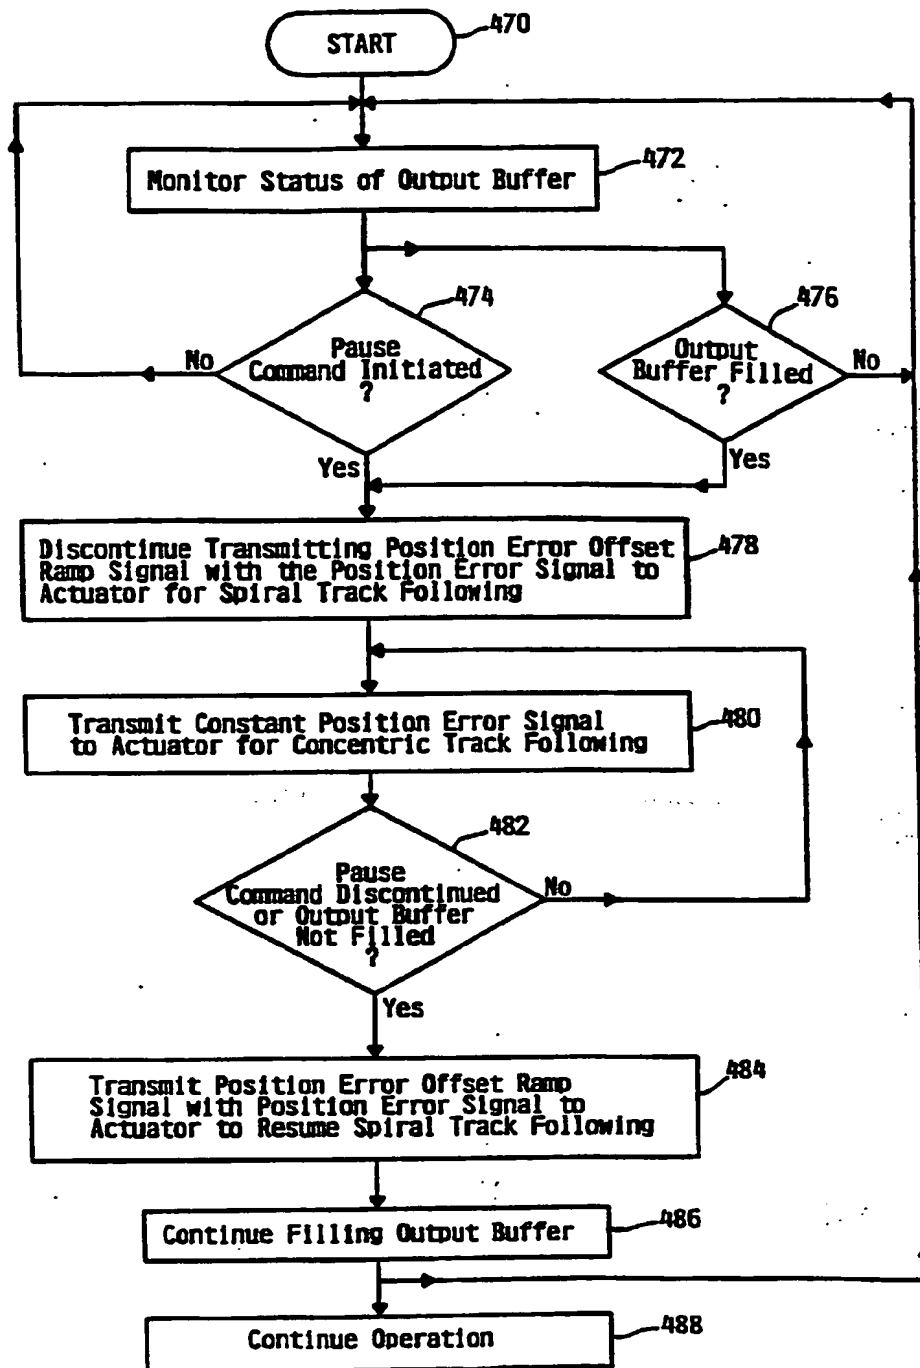 START
470
Monitor Status of Output Buffer
472
474
476
Pause
Command Initiated
?
No
Yes
Output
Buffer Filled
?
No
Yes
Discontinue Transmitting Position Error Offset
Ramp Signal with the Position Error Signal to
Actuator for Spiral Track Following
478
Transmit Constant Position Error Signal
to Actuator for Concentric Track Following
480
482
Pause
Command Discontinued
or Output Buffer
Not Filled
?
No
Yes
Transmit Position Error Offset Ramp
Signal with Position Error Signal to
Actuator to Resume Spiral Track Following
484
Continue Filling Output Buffer
486
Continue Operation
488